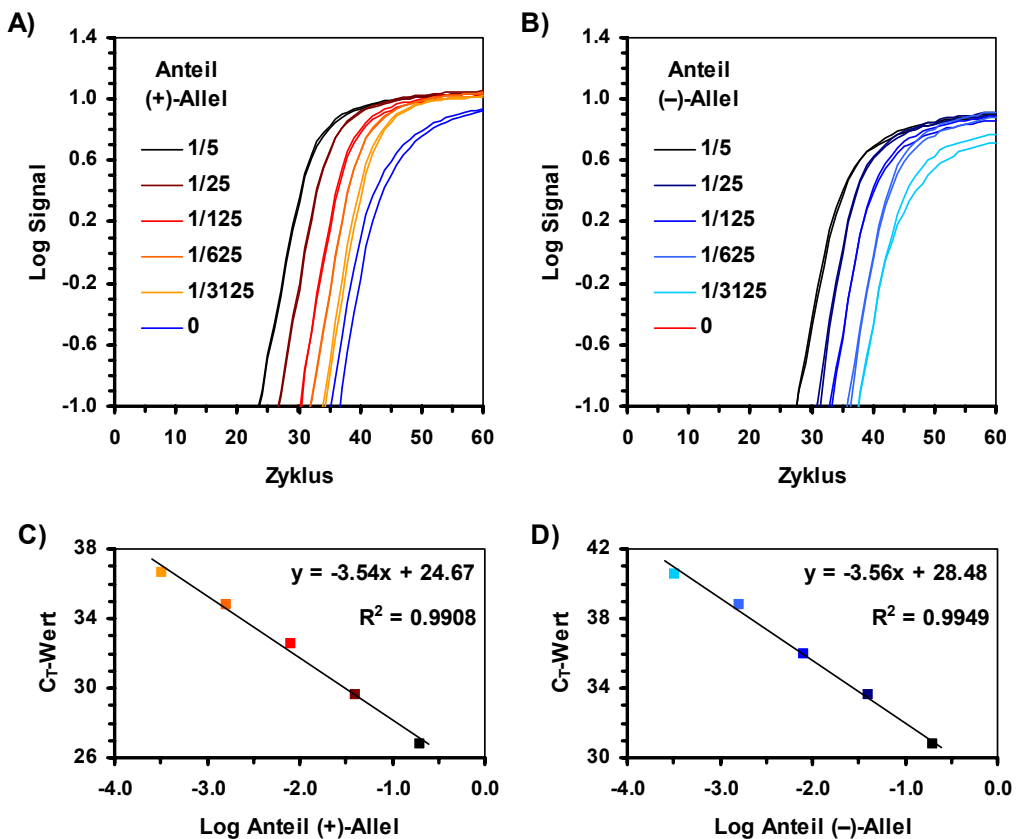 A)
1.4
1.0
0.6
0.2
-0.2
-0.6
-1.0
Log Signal
Anteil
(+)-Allel
1/5
1/25
1/125
1/625
1/3125
0
0 10 20 30 40 50 60
Zyklus
B)
1.4
1.0
0.6
0.2
-0.2
-0.6
-1.0
Log Signal
Anteil
(–)-Allel
1/5
1/25
1/125
1/625
1/3125
0
0 10 20 30 40 50 60
Zyklus
C)
38
34
30
26
CT-Wert
y = -3.54x + 24.67
R² = 0.9908
-4.0 -3.0 -2.0 -1.0 0.0
Log Anteil (+)-Allel
D)
42
38
34
30
CT-Wert
y = -3.56x + 28.48
R² = 0.9949
-4.0 -3.0 -2.0 -1.0 0.0
Log Anteil (–)-Allel